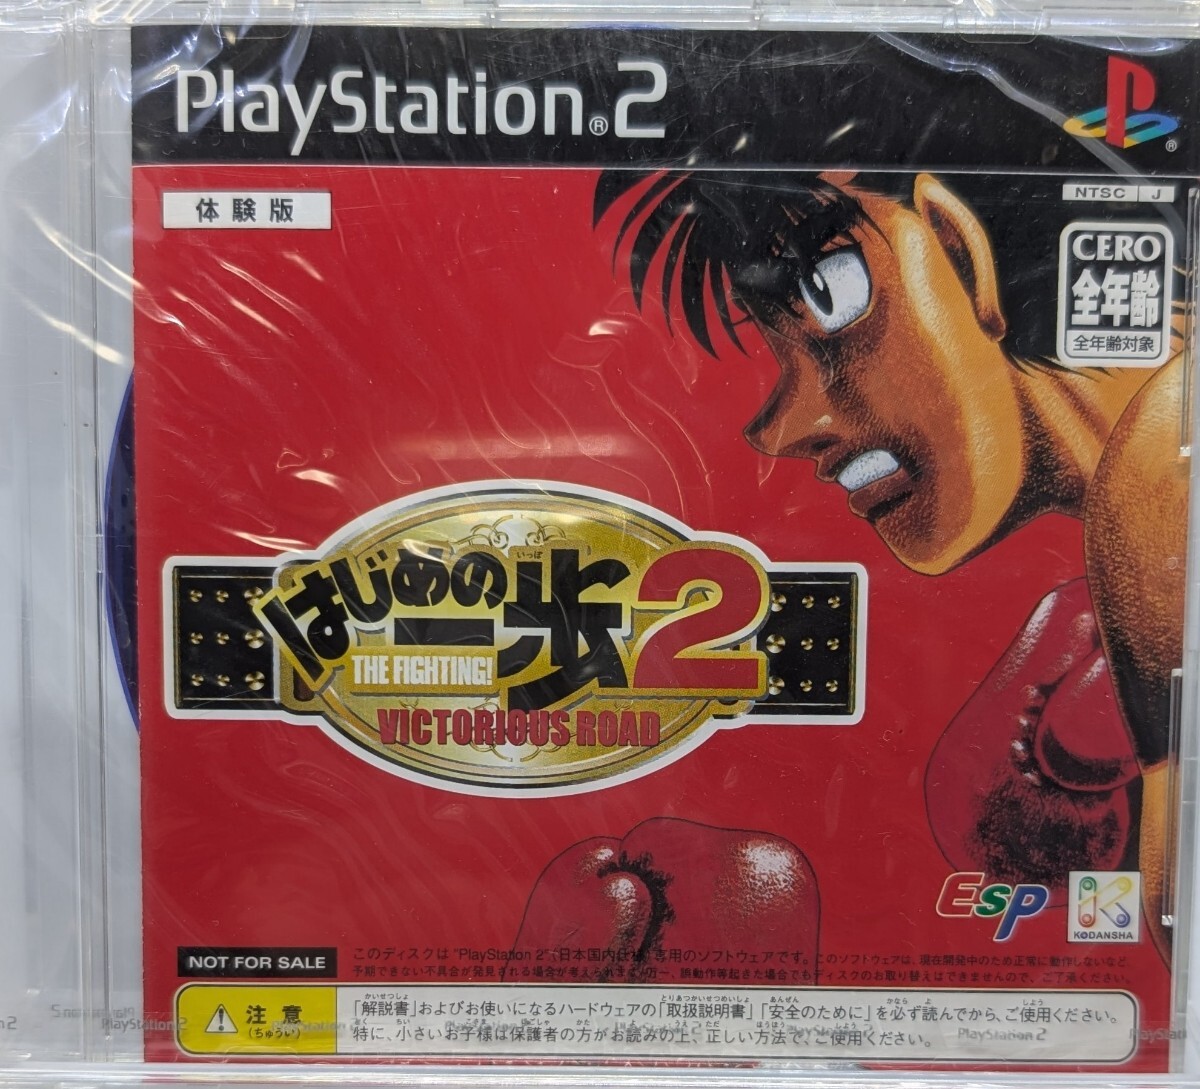 PlayStation®2
体験版
NTSC J
CERO
全年齢
全年齢対象
はじめの一歩2
いっぽ
THE FIGHTING!
VICTORIOUS ROAD
ESP
KODANSHA
NOT FOR SALE
このディスクは"PlayStation 2"(日本国内仕様)専用のソフトウェアです。このソフトウェアは、現在開発中のため正常に動作しないなど、
予期できない不具合が発見される場合が考えられます。万一、誤動作等起きた場合でもディスクのお取り替えはできませんので、ご了承ください。
注意
(ちゅうい)
「解説書」およびお使いになるハードウェアの「取扱説明書」「安全のために」を必ず読んでから、ご使用ください。
特に、小さいお子様は保護者の方がお読みの上、正しい方法で、ご使用ください。